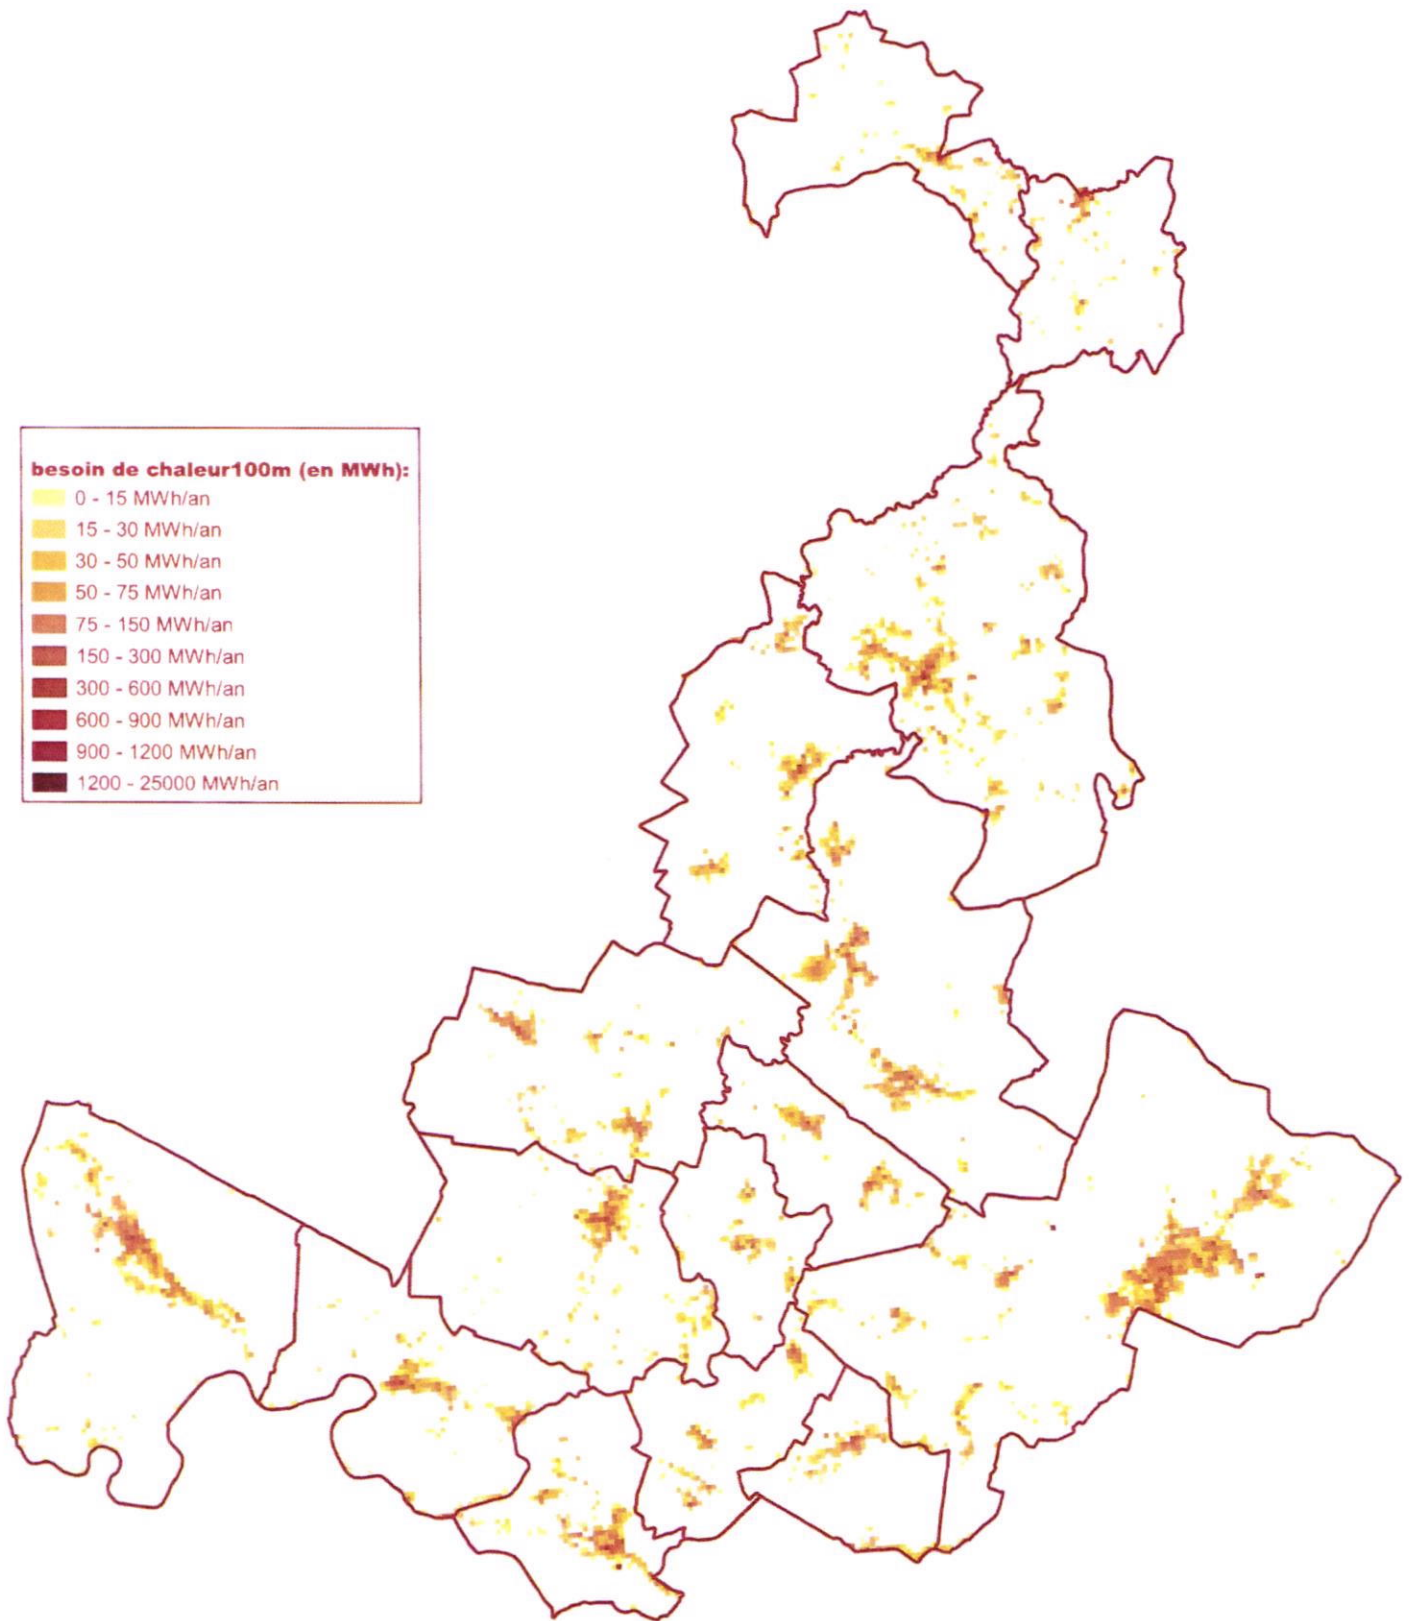 besoin de chaleur100m (en MWh):
0 - 15 MWh/an
15 - 30 MWh/an
30 - 50 MWh/an
50 - 75 MWh/an
75 - 150 MWh/an
150 - 300 MWh/an
300 - 600 MWh/an
600 - 900 MWh/an
900 - 1200 MWh/an
1200 - 25000 MWh/an